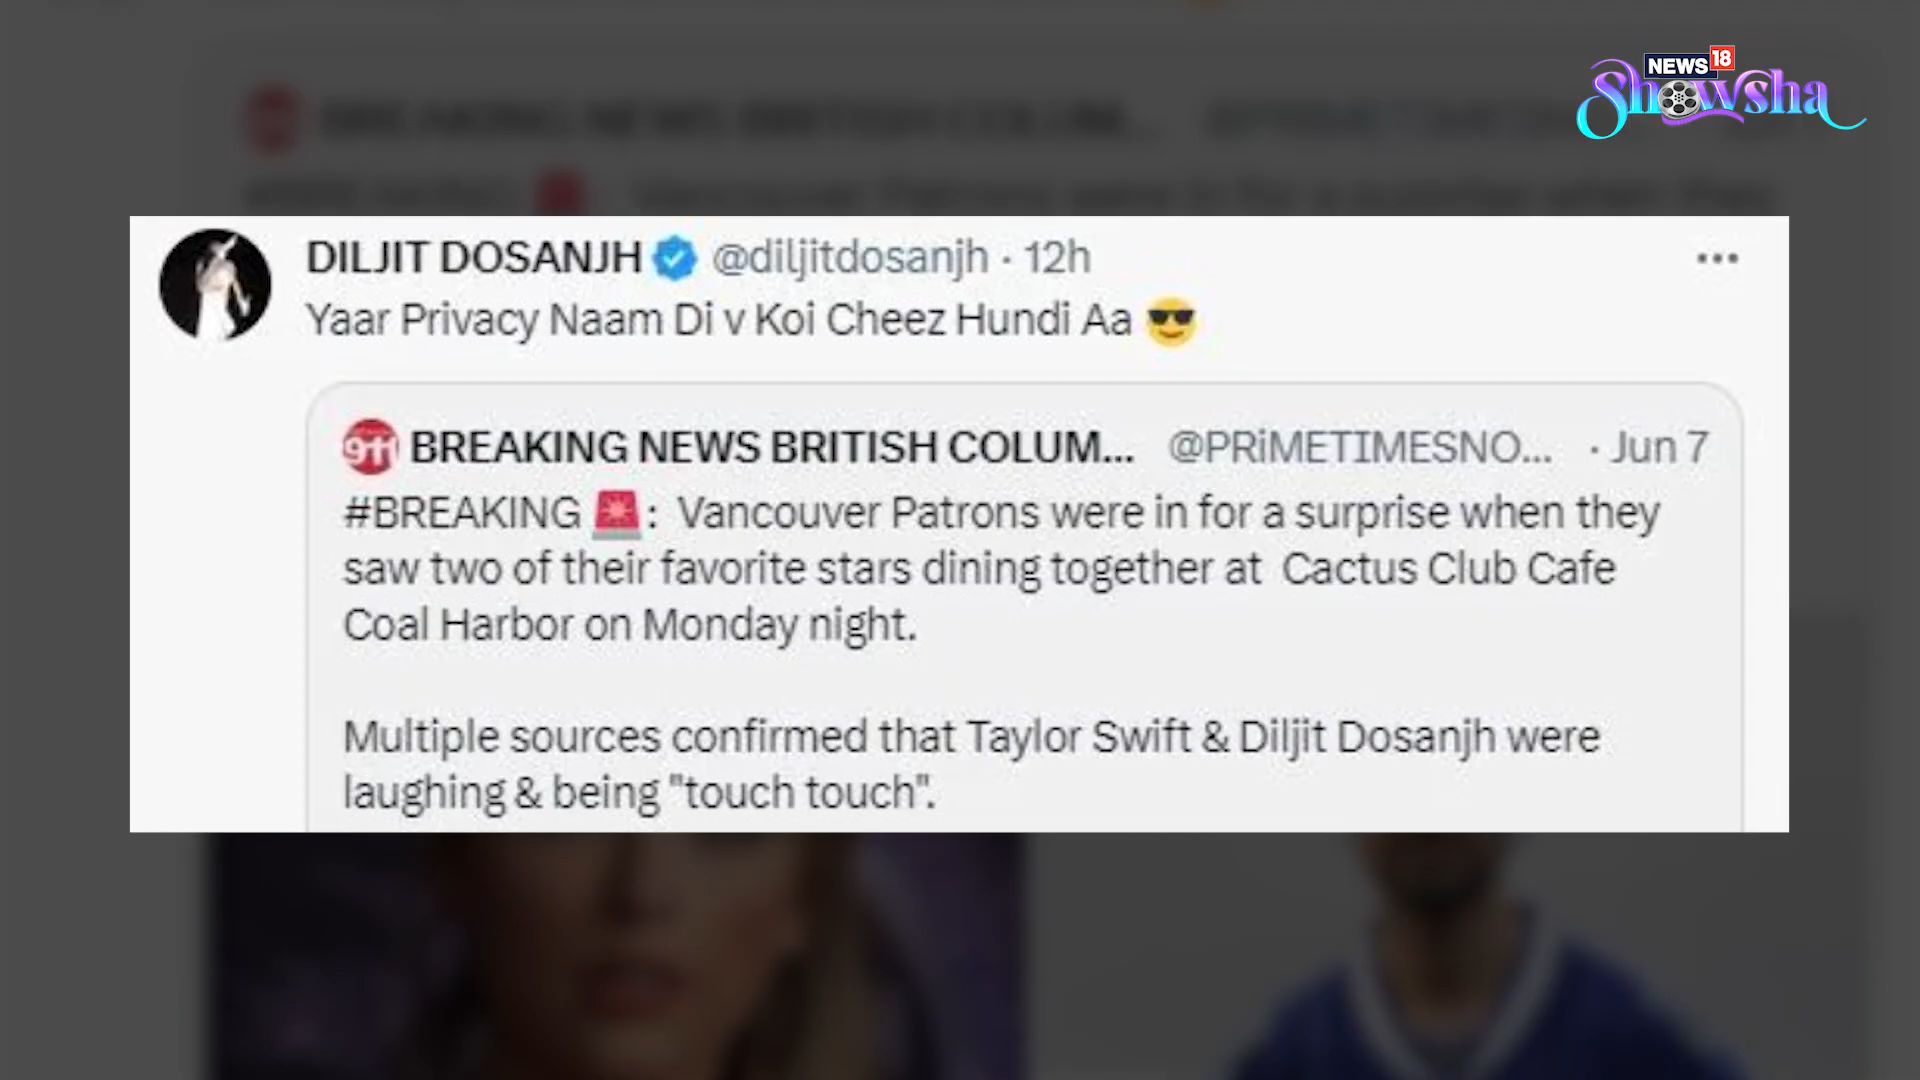 NEWS 18
Showsha
DILJIT DOSANJH @diljitdosanjh · 12h
Yaar Privacy Naam Di v Koi Cheez Hundi Aa 😎
911 BREAKING NEWS BRITISH COLUM... @PRiMETIMESNO... · Jun 7
#BREAKING 🚨: Vancouver Patrons were in for a surprise when they
saw two of their favorite stars dining together at Cactus Club Cafe
Coal Harbor on Monday night.
Multiple sources confirmed that Taylor Swift & Diljit Dosanjh were
laughing & being "touch touch".